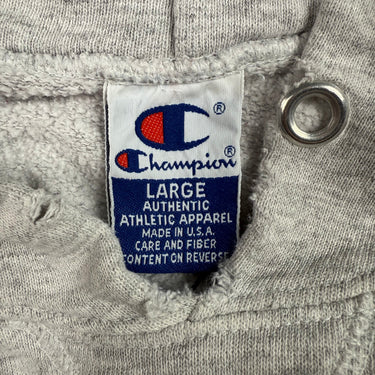 ®
Champion®
LARGE
AUTHENTIC
ATHLETIC APPAREL
MADE IN U.S.A.
CARE AND FIBER
CONTENT ON REVERSE